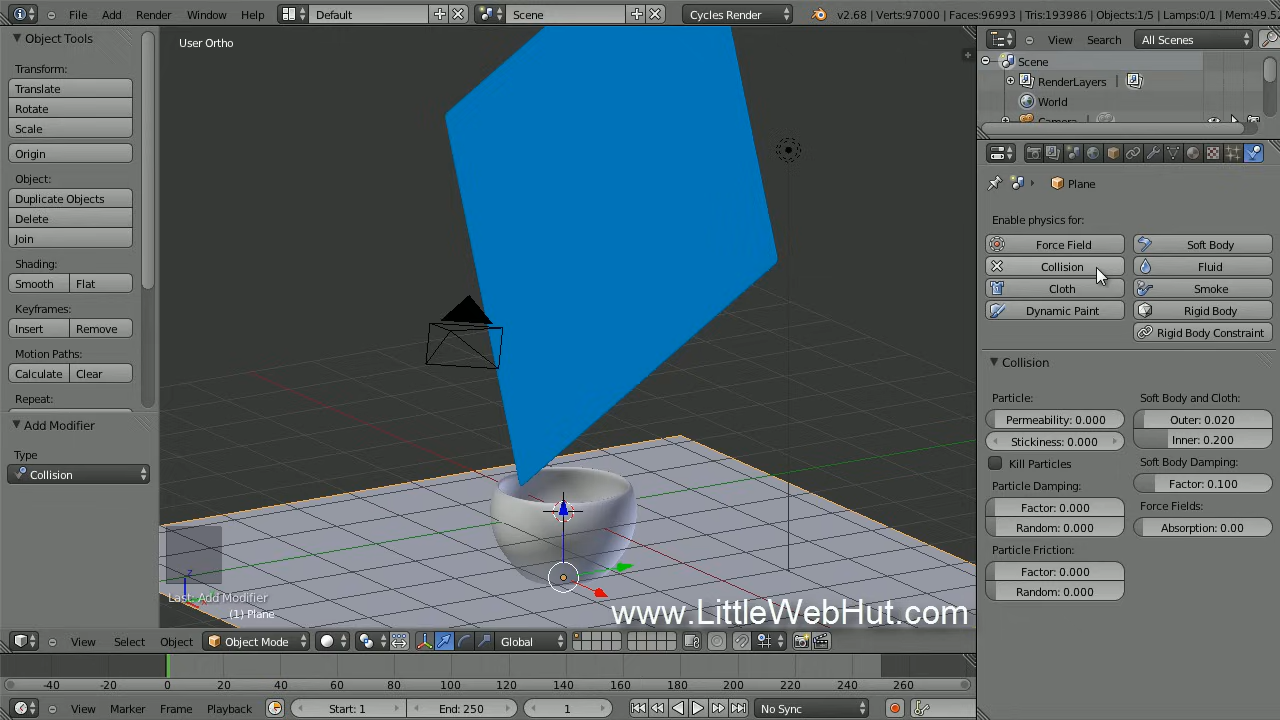 File Add Render Window Help Default Scene Cycles Render v2.68 | Verts:97000 | Faces:96993 | Tris:193986 | Objects:1/5 | Lamps:0/1 | Mem:49.5
Object Tools
Transform:
Translate
Rotate
Scale
Origin
Object:
Duplicate Objects
Delete
Join
Shading:
Smooth Flat
Keyframes:
Insert Remove
Motion Paths:
Calculate Clear
Repeat:
Add Modifier
Type
Collision
User Ortho
Last: Add Modifier
(1) Plane
www.LittleWebHut.com
View Select Object Object Mode Global
-40 -20 0 20 40 60 80 100 120 140 160 180 200 220 240 260
View Marker Frame Playback Start: 1 End: 250 1 No Sync
View Search All Scenes
Scene
RenderLayers |
World
Camera
Plane
Enable physics for:
Force Field Soft Body
Collision Fluid
Cloth Smoke
Dynamic Paint Rigid Body
Rigid Body Constraint
Collision
Particle: Soft Body and Cloth:
Permeability: 0.000 Outer: 0.020
Stickiness: 0.000 Inner: 0.200
Kill Particles Soft Body Damping:
Particle Damping: Factor: 0.100
Factor: 0.000 Force Fields:
Random: 0.000 Absorption: 0.00
Particle Friction:
Factor: 0.000
Random: 0.000